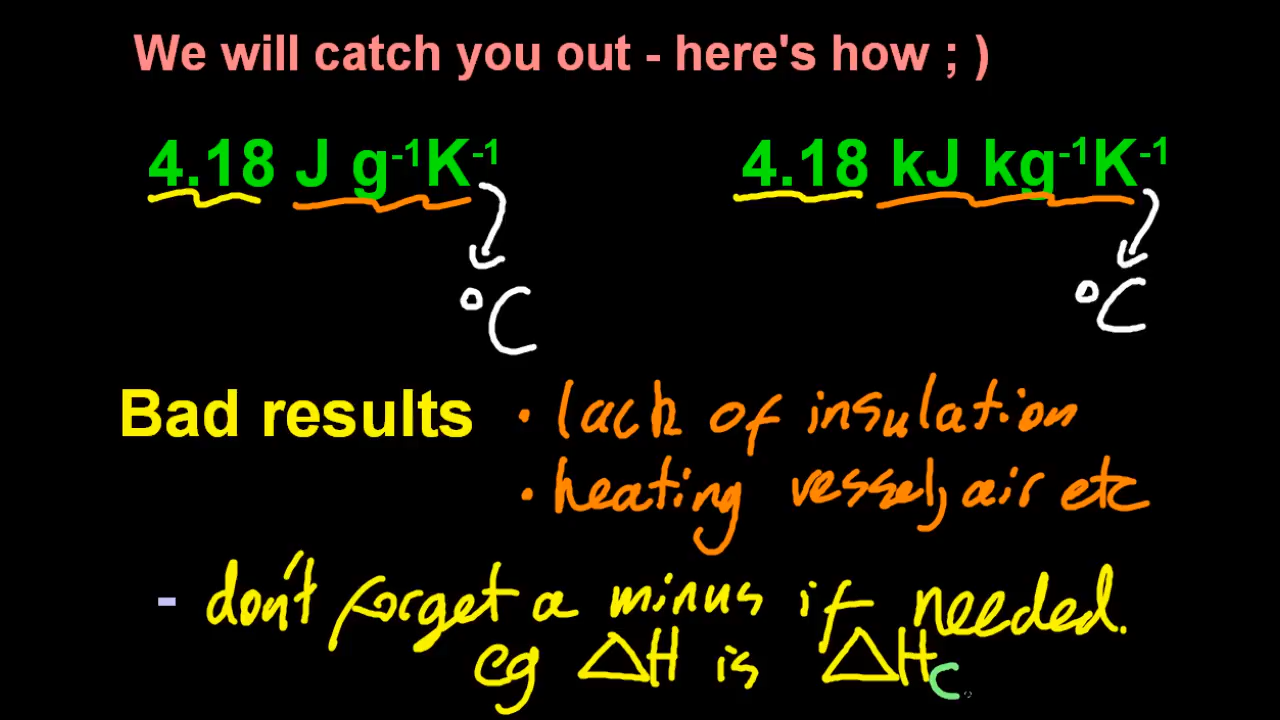 We will catch you out - here's how ; )
4.18 J g⁻¹K⁻¹ 4.18 kJ kg⁻¹K⁻¹
°C °C
Bad results · lack of insulation
· heating vessel, air etc
- don't forget a minus if needed.
eg ΔH is ΔHc